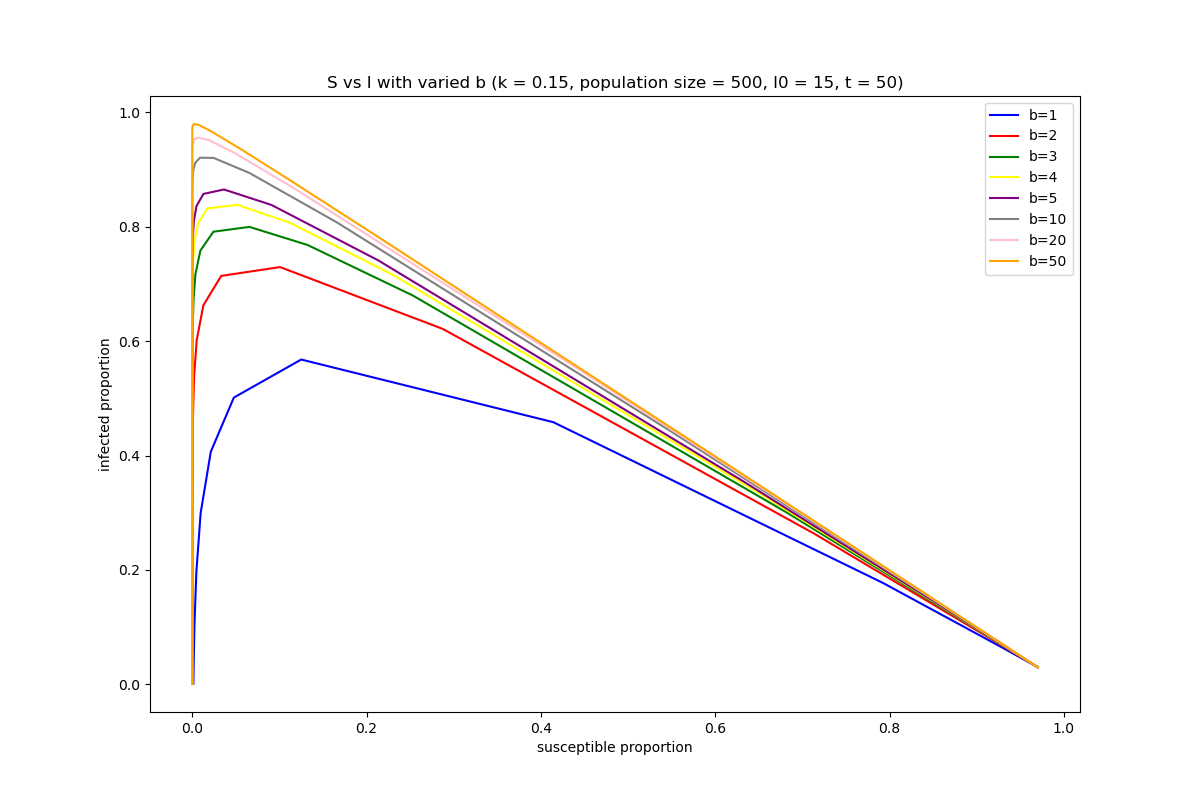 S vs I with varied b (k = 0.15, population size = 500, I0 = 15, t = 50)
1.0
0.8
0.6
0.4
0.2
0.0
infected proportion
b=1
b=2
b=3
b=4
b=5
b=10
b=20
b=50
0.0 0.2 0.4 0.6 0.8 1.0
susceptible proportion